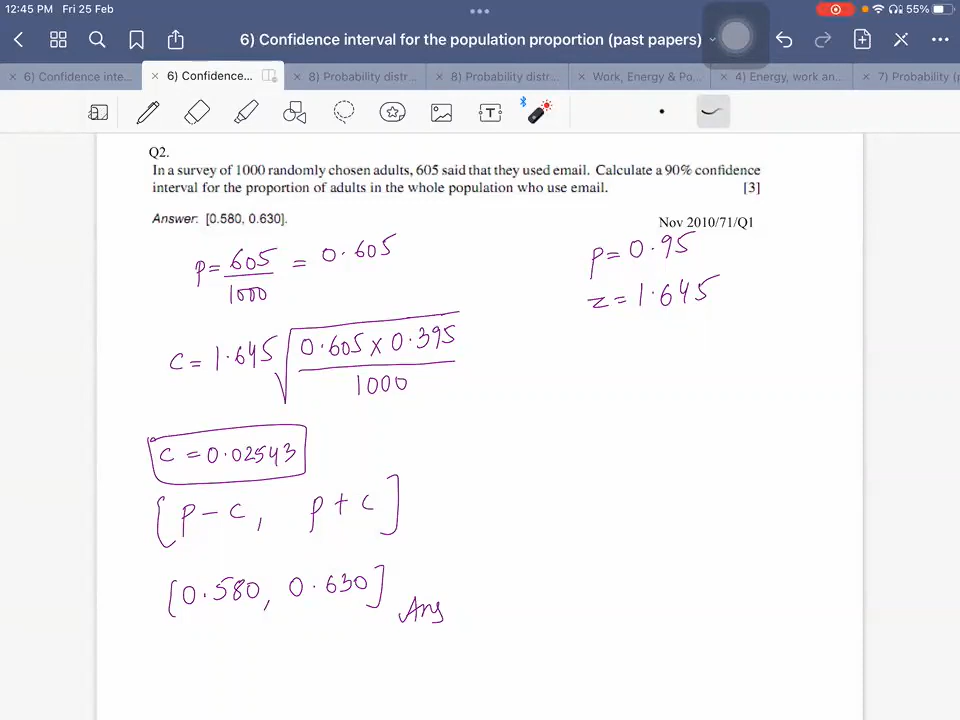 12:45 PM Fri 25 Feb
55%
6) Confidence interval for the population proportion (past papers)
6) Confidence inte...
6) Confidence...
8) Probability distr...
8) Probability distr...
Work, Energy & Po...
4) Energy, work an...
7) Probability (p
Q2.
In a survey of 1000 randomly chosen adults, 605 said that they used email. Calculate a 90% confidence
interval for the proportion of adults in the whole population who use email. [3]
Answer: [0.580, 0.630].
Nov 2010/71/Q1
p = 605/1000 = 0.605
p = 0.95
z = 1.645
c = 1.645 √(0.605 × 0.395 / 1000)
c = 0.02543
[p - c, p + c]
[0.580, 0.630] Ans